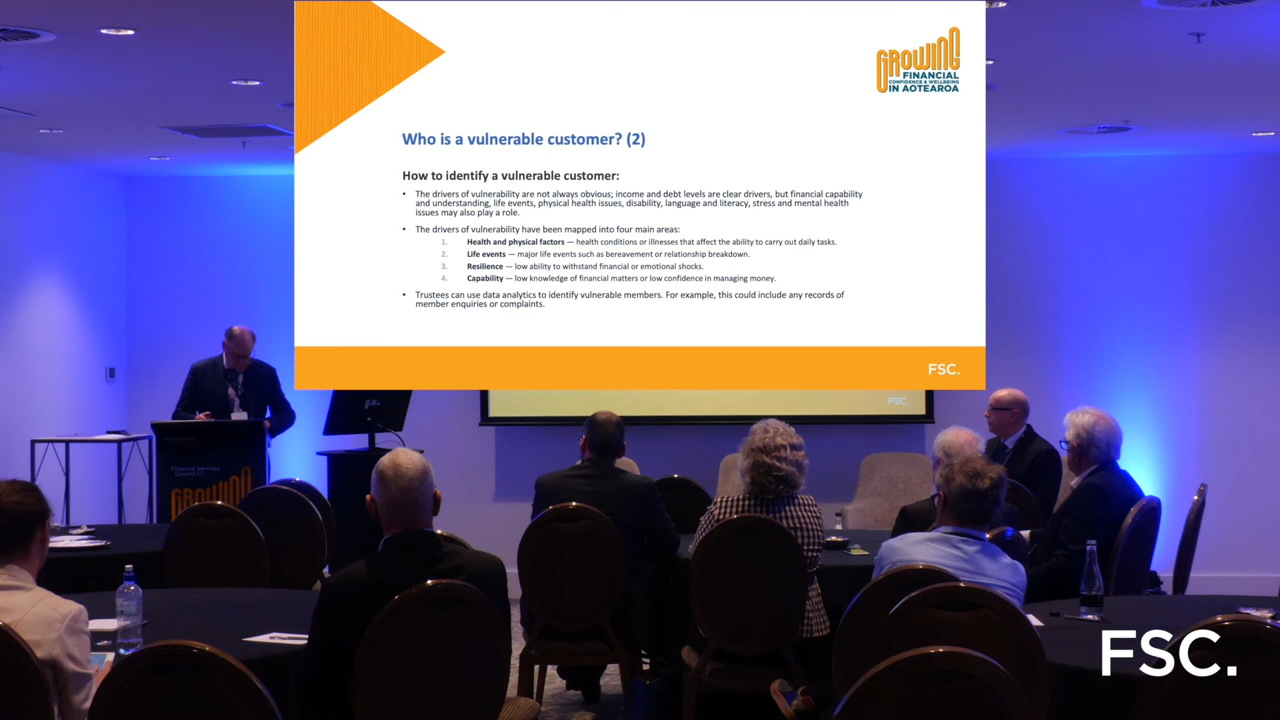 GROWING
FINANCIAL
CONFIDENCE & WELLBEING
IN AOTEAROA
Who is a vulnerable customer? (2)
How to identify a vulnerable customer:
• The drivers of vulnerability are not always obvious; income and debt levels are clear drivers, but financial capability
and understanding, life events, physical health issues, disability, language and literacy, stress and mental health
issues may also play a role.
• The drivers of vulnerability have been mapped into four main areas:
1. Health and physical factors — health conditions or illnesses that affect the ability to carry out daily tasks.
2. Life events — major life events such as bereavement or relationship breakdown.
3. Resilience — low ability to withstand financial or emotional shocks.
4. Capability — low knowledge of financial matters or low confidence in managing money.
• Trustees can use data analytics to identify vulnerable members. For example, this could include any records of
member enquiries or complaints.
FSC.
FSC.
Financial Services
Council
GROWING
FSC.